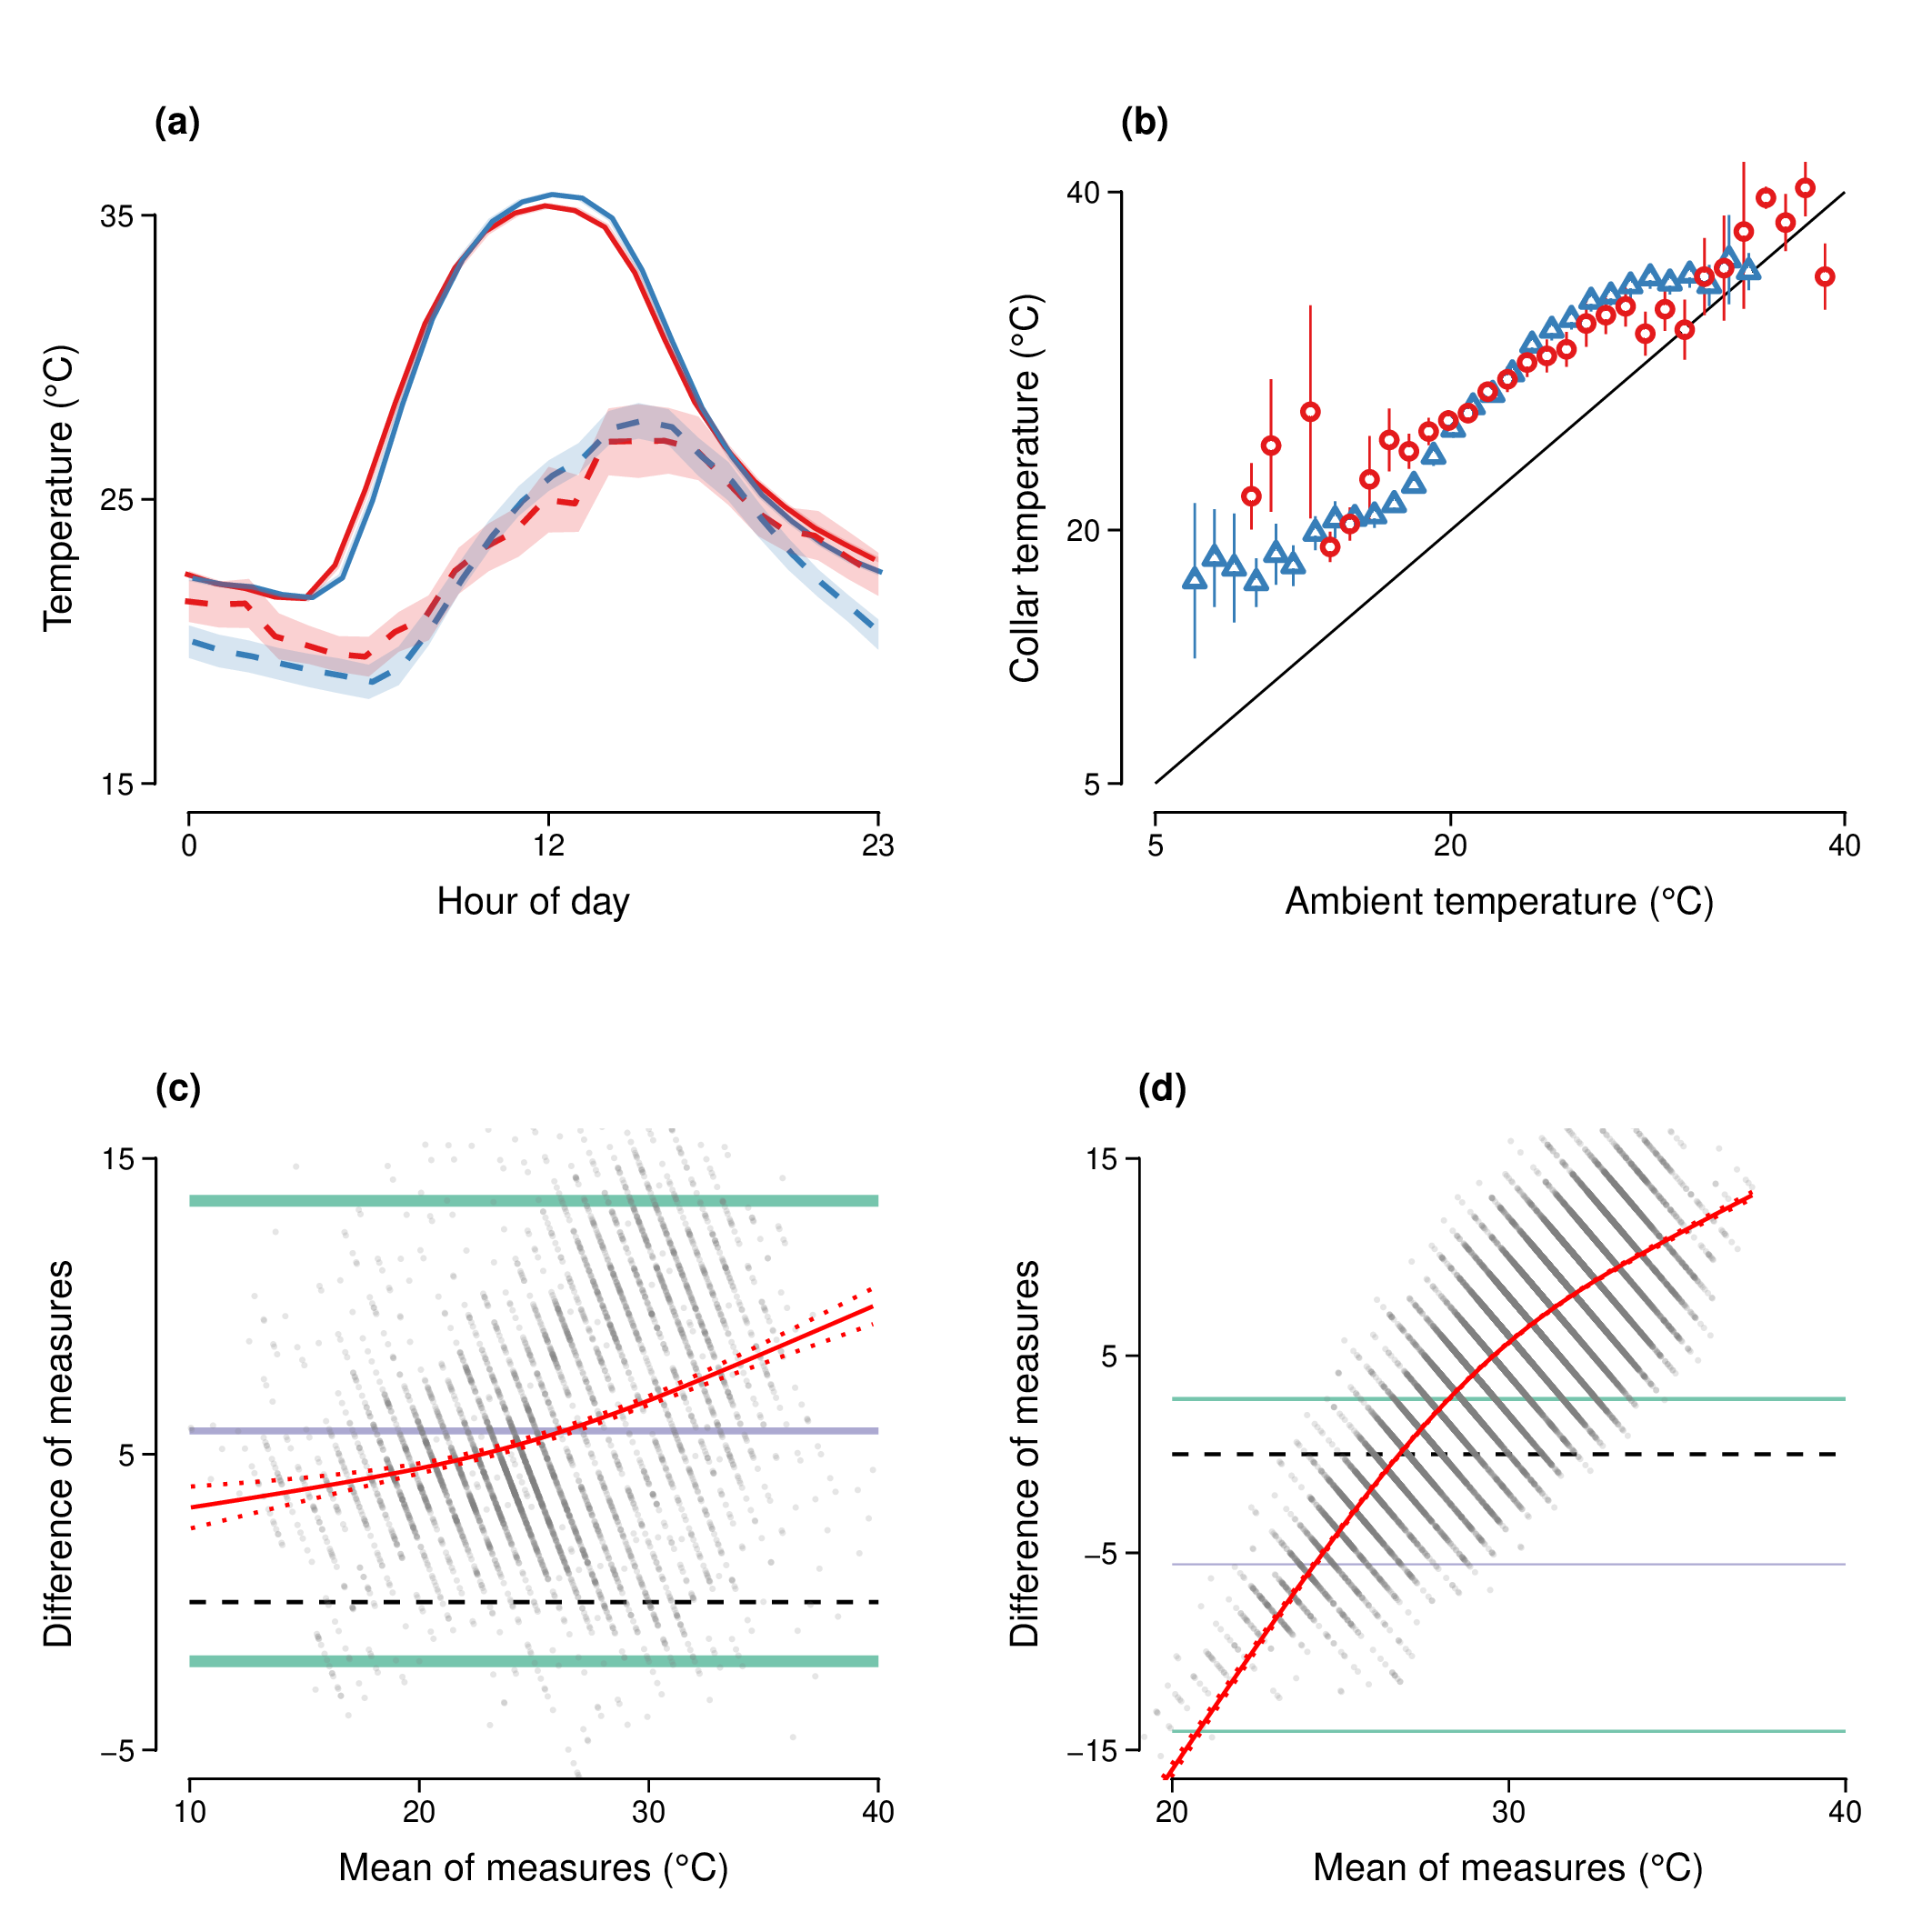 (a)
35
25
15
Temperature (°C)
0 12 23
Hour of day
(b)
40
20
5
Collar temperature (°C)
5 20 40
Ambient temperature (°C)
(c)
15
5
−5
Difference of measures
10 20 30 40
Mean of measures (°C)
(d)
15
5
−5
−15
Difference of measures
20 30 40
Mean of measures (°C)